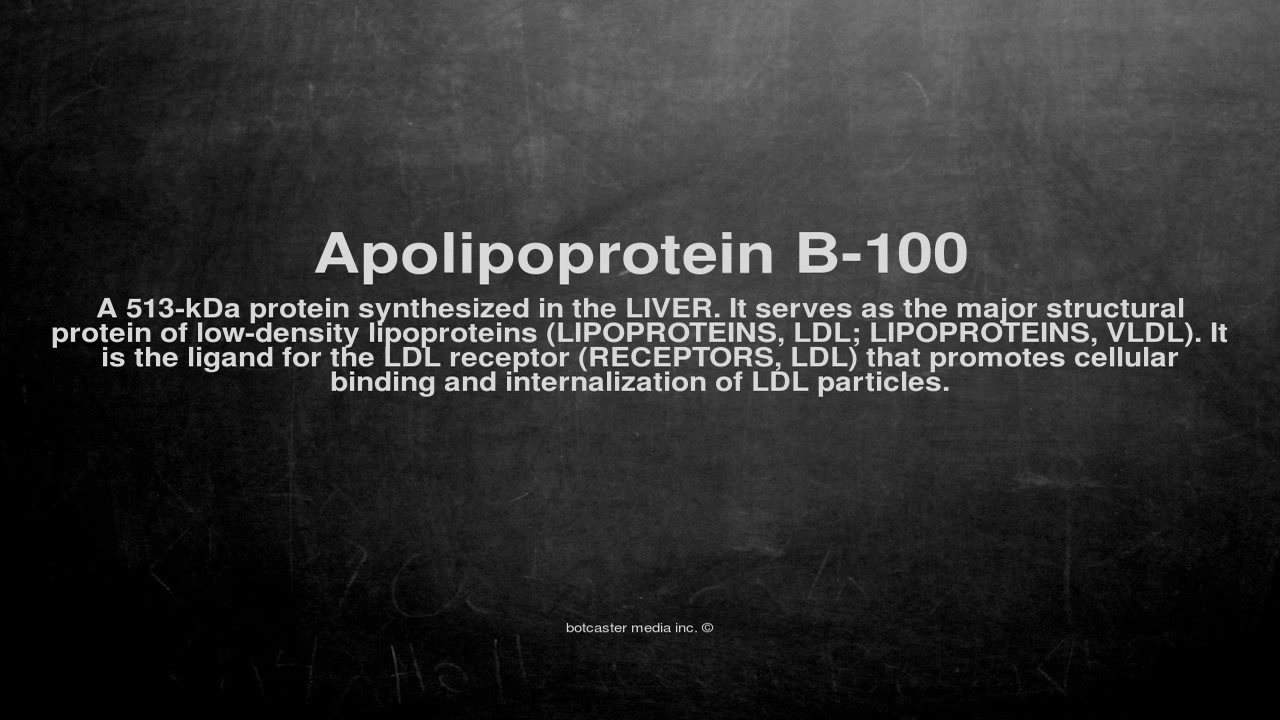 Apolipoprotein B-100
A 513-kDa protein synthesized in the LIVER. It serves as the major structural
protein of low-density lipoproteins (LIPOPROTEINS, LDL; LIPOPROTEINS, VLDL). It
is the ligand for the LDL receptor (RECEPTORS, LDL) that promotes cellular
binding and internalization of LDL particles.
botcaster media inc. ©